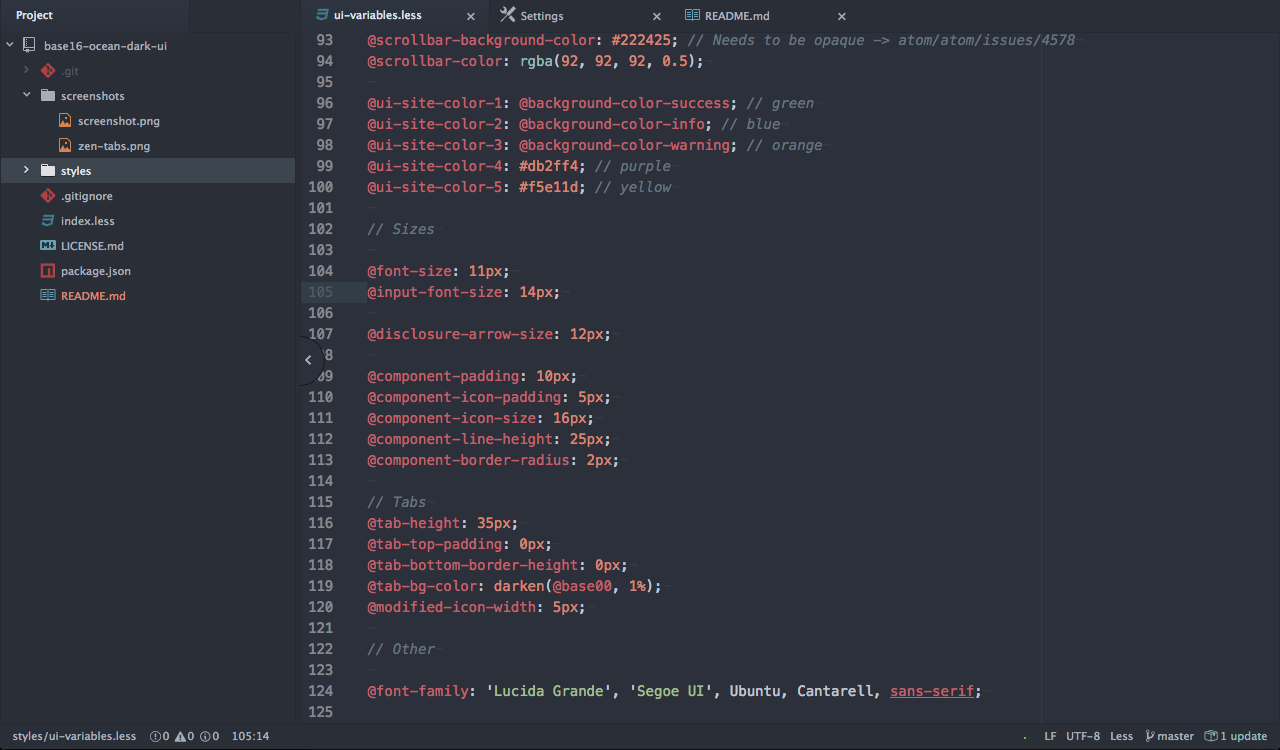 Project
base16-ocean-dark-ui
.git
screenshots
screenshot.png
zen-tabs.png
styles
.gitignore
index.less
LICENSE.md
package.json
README.md
ui-variables.less
Settings
README.md
93 @scrollbar-background-color: #222425; // Needs to be opaque -> atom/atom/issues/4578
94 @scrollbar-color: rgba(92, 92, 92, 0.5);
95
96 @ui-site-color-1: @background-color-success; // green
97 @ui-site-color-2: @background-color-info; // blue
98 @ui-site-color-3: @background-color-warning; // orange
99 @ui-site-color-4: #db2ff4; // purple
100 @ui-site-color-5: #f5e11d; // yellow
101
102 // Sizes
103
104 @font-size: 11px;
105 @input-font-size: 14px;
106
107 @disclosure-arrow-size: 12px;
8
09 @component-padding: 10px;
110 @component-icon-padding: 5px;
111 @component-icon-size: 16px;
112 @component-line-height: 25px;
113 @component-border-radius: 2px;
114
115 // Tabs
116 @tab-height: 35px;
117 @tab-top-padding: 0px;
118 @tab-bottom-border-height: 0px;
119 @tab-bg-color: darken(@base00, 1%);
120 @modified-icon-width: 5px;
121
122 // Other
123
124 @font-family: 'Lucida Grande', 'Segoe UI', Ubuntu, Cantarell, sans-serif;
125
styles/ui-variables.less 0 0 0 105:14 LF UTF-8 Less master 1 update